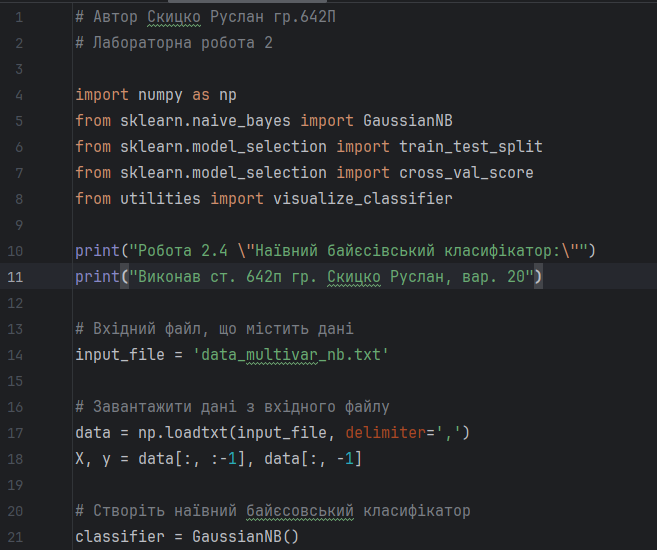 1 # Автор Скицко Руслан гр.642П
2 # Лабораторна робота 2
3
4 import numpy as np
5 from sklearn.naive_bayes import GaussianNB
6 from sklearn.model_selection import train_test_split
7 from sklearn.model_selection import cross_val_score
8 from utilities import visualize_classifier
9
10 print("Робота 2.4 \"Наївний байєсівський класифікатор:\"")
11 print("Виконав ст. 642п гр. Скицко Руслан, вар. 20")
12
13 # Вхідний файл, що містить дані
14 input_file = 'data_multivar_nb.txt'
15
16 # Завантажити дані з вхідного файлу
17 data = np.loadtxt(input_file, delimiter=',')
18 X, y = data[:, :-1], data[:, -1]
19
20 # Створіть наївний байєсовський класифікатор
21 classifier = GaussianNB()